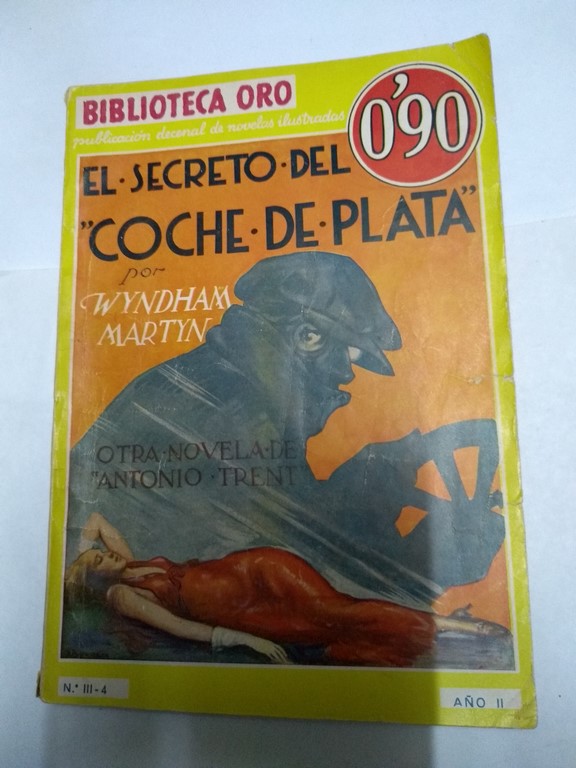 BIBLIOTECA ORO
publicación decenal de novelas ilustradas
0'90
EL·SECRETO·DEL
"COCHE·DE·PLATA"
por
WYNDHAM
MARTYN
OTRA·NOVELA·DE
"ANTONIO·TRENT"
N.º III-4
AÑO II